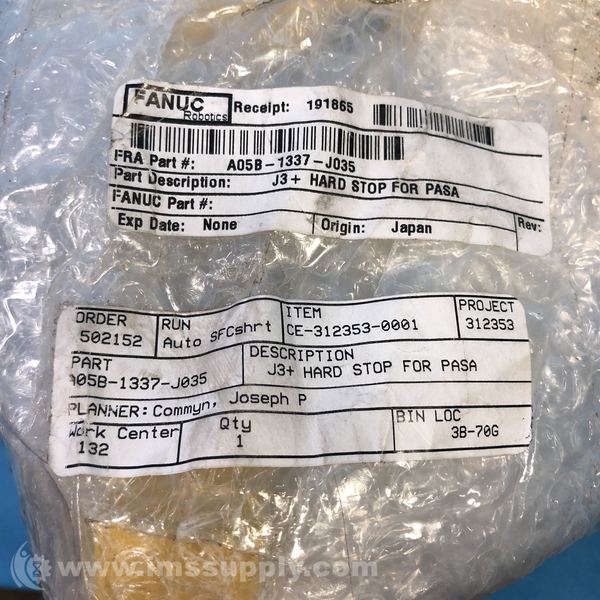 FANUC Robotics Receipt: 191865
FRA Part #: A05B-1337-J035
Part Description: J3+ HARD STOP FOR PASA
FANUC Part #:
Exp Date: None Origin: Japan Rev:
ORDER RUN ITEM PROJECT
502152 Auto SFCshrt CE-312353-0001 312353
PART DESCRIPTION
A05B-1337-J035 J3+ HARD STOP FOR PASA
PLANNER: Commyn, Joseph P
Work Center Qty BIN LOC
132 1 3B-70G
www.imssupply.com